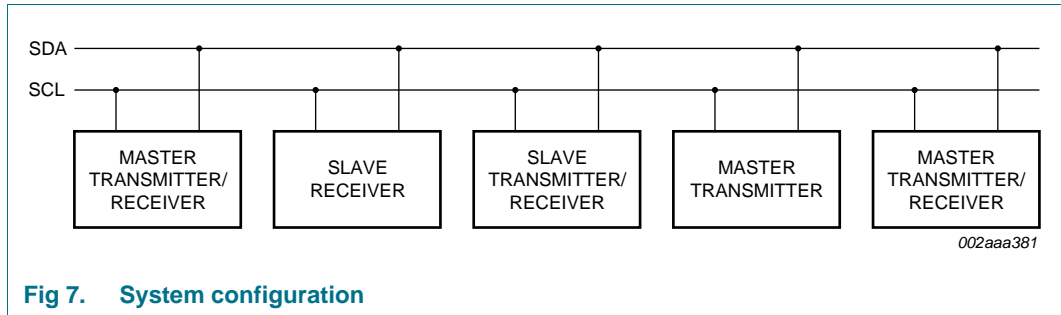 SDA
SCL
MASTER
TRANSMITTER/
RECEIVER
SLAVE
RECEIVER
SLAVE
TRANSMITTER/
RECEIVER
MASTER
TRANSMITTER
MASTER
TRANSMITTER/
RECEIVER
002aaa381
Fig 7. System configuration